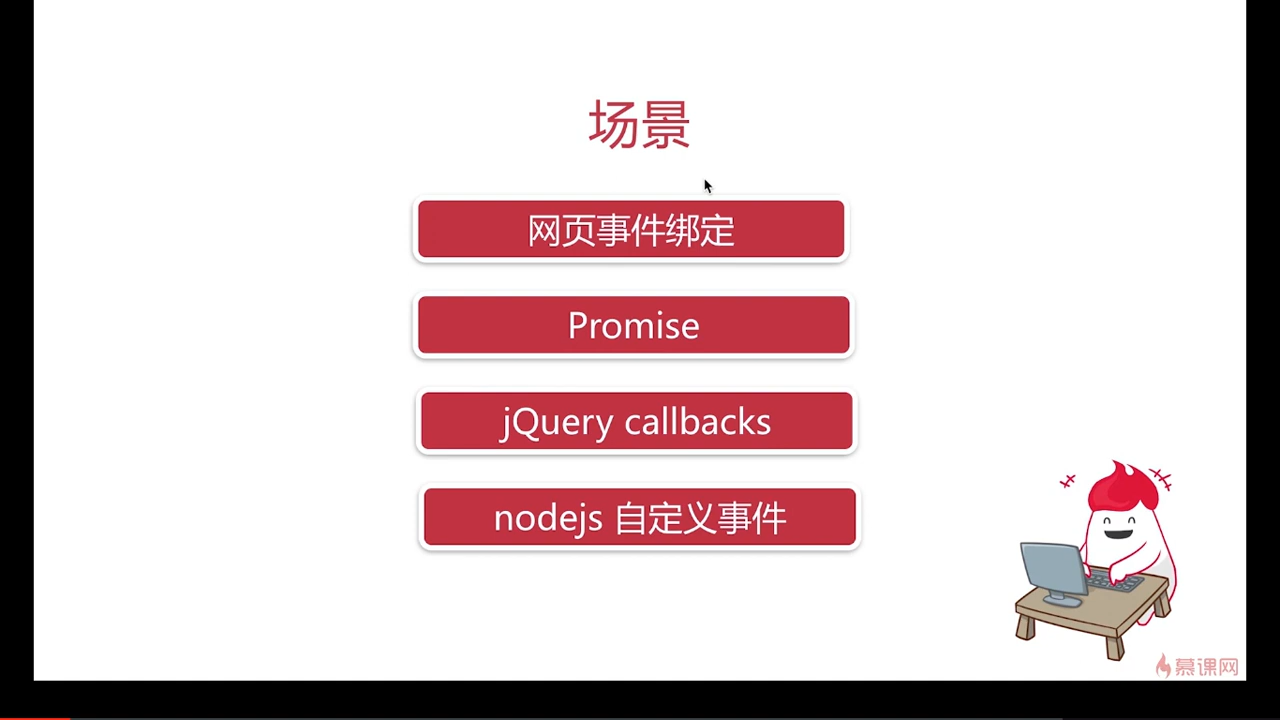 场景
网页事件绑定
Promise
jQuery callbacks
nodejs 自定义事件
慕课网